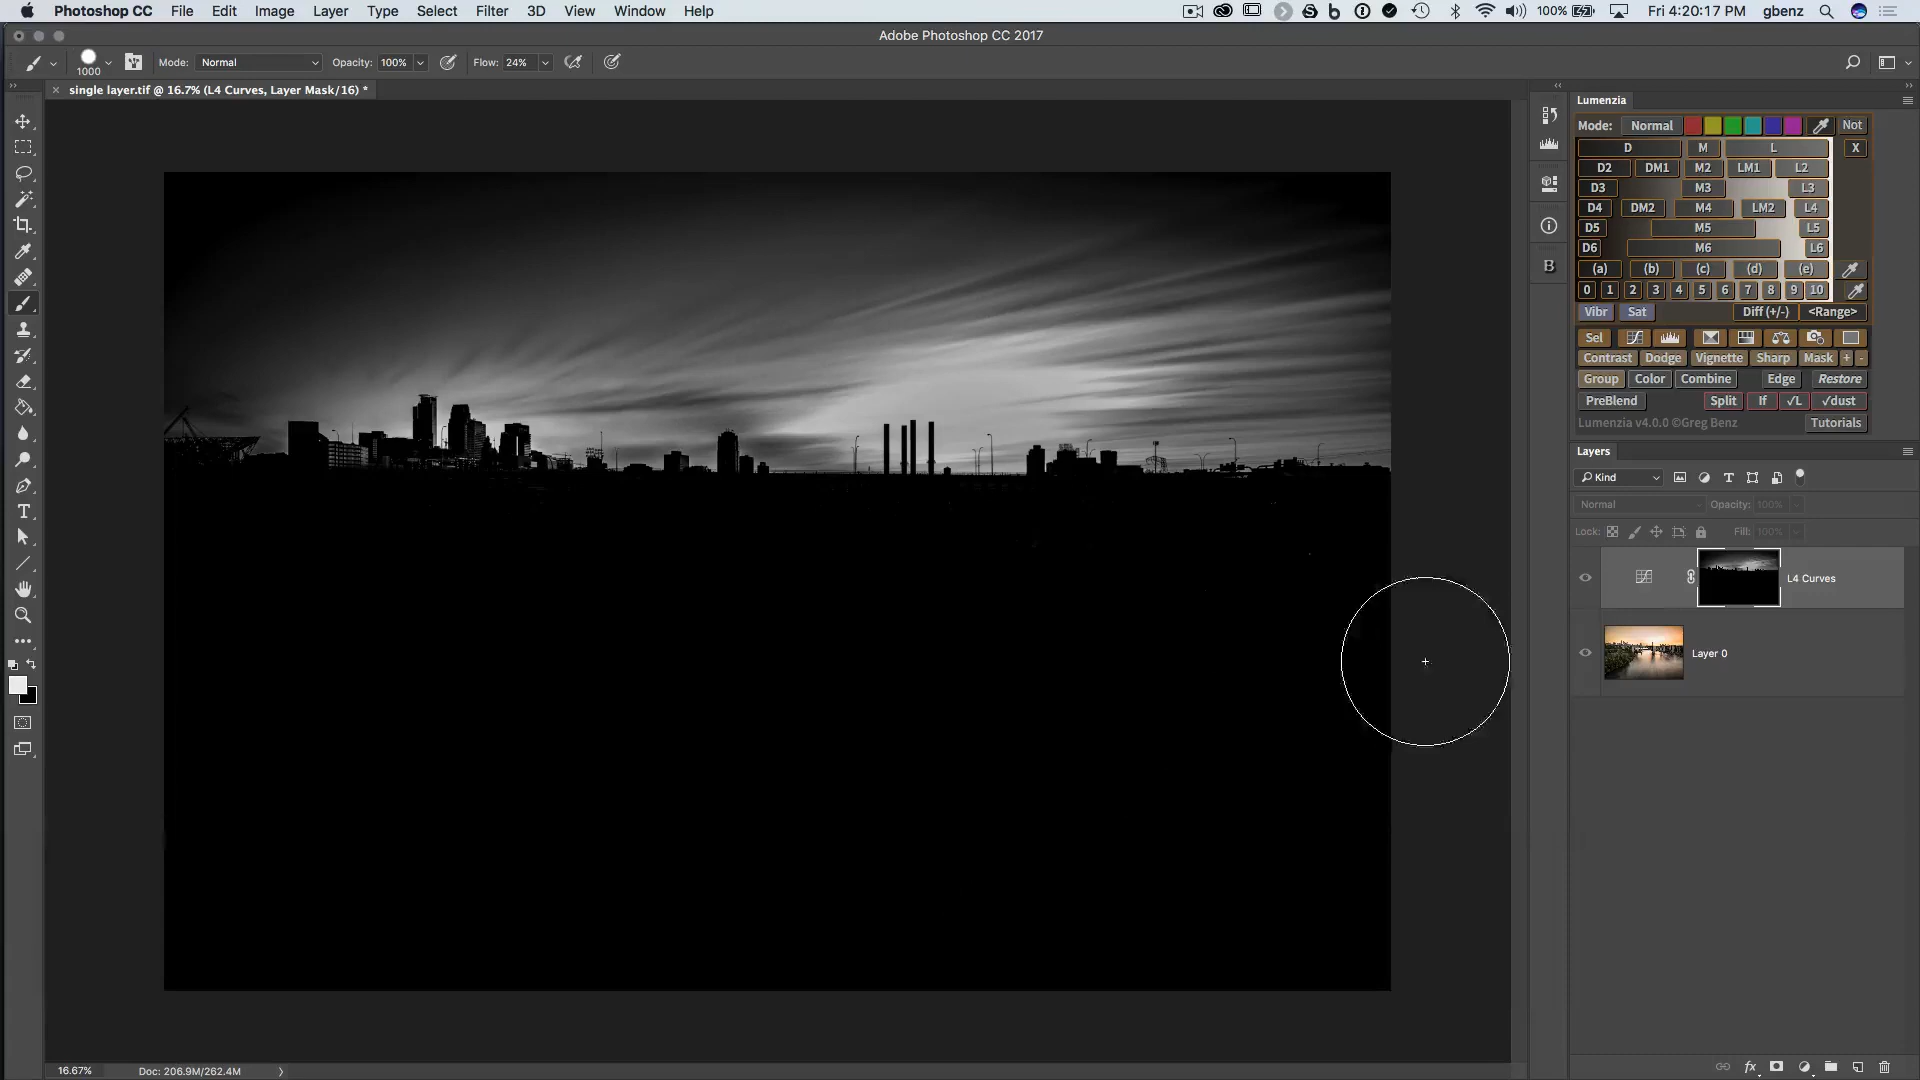 Photoshop CC File Edit Image Layer Type Select Filter 3D View Window Help 100% Fri 4:20:17 PM gbenz
Adobe Photoshop CC 2017
1000 Mode: Normal Opacity: 100% Flow: 24%
single layer.tif @ 16.7% (L4 Curves, Layer Mask/16) *
Lumenzia
Mode: Normal Not
D M L X
D2 DM1 M2 LM1 L2
D3 M3 L3
D4 DM2 M4 LM2 L4
D5 M5 L5
D6 M6 L6
(a) (b) (c) (d) (e)
0 1 2 3 4 5 6 7 8 9 10
Vibr Sat Diff (+/-) <Range>
Sel
Contrast Dodge Vignette Sharp Mask + -
Group Color Combine Edge Restore
PreBlend Split If √L √dust
Lumenzia v4.0.0 ©Greg Benz Tutorials
Layers
Kind
Normal Opacity: 100%
Lock: Fill: 100%
L4 Curves
Layer 0
16.67% Doc: 206.9M/262.4M